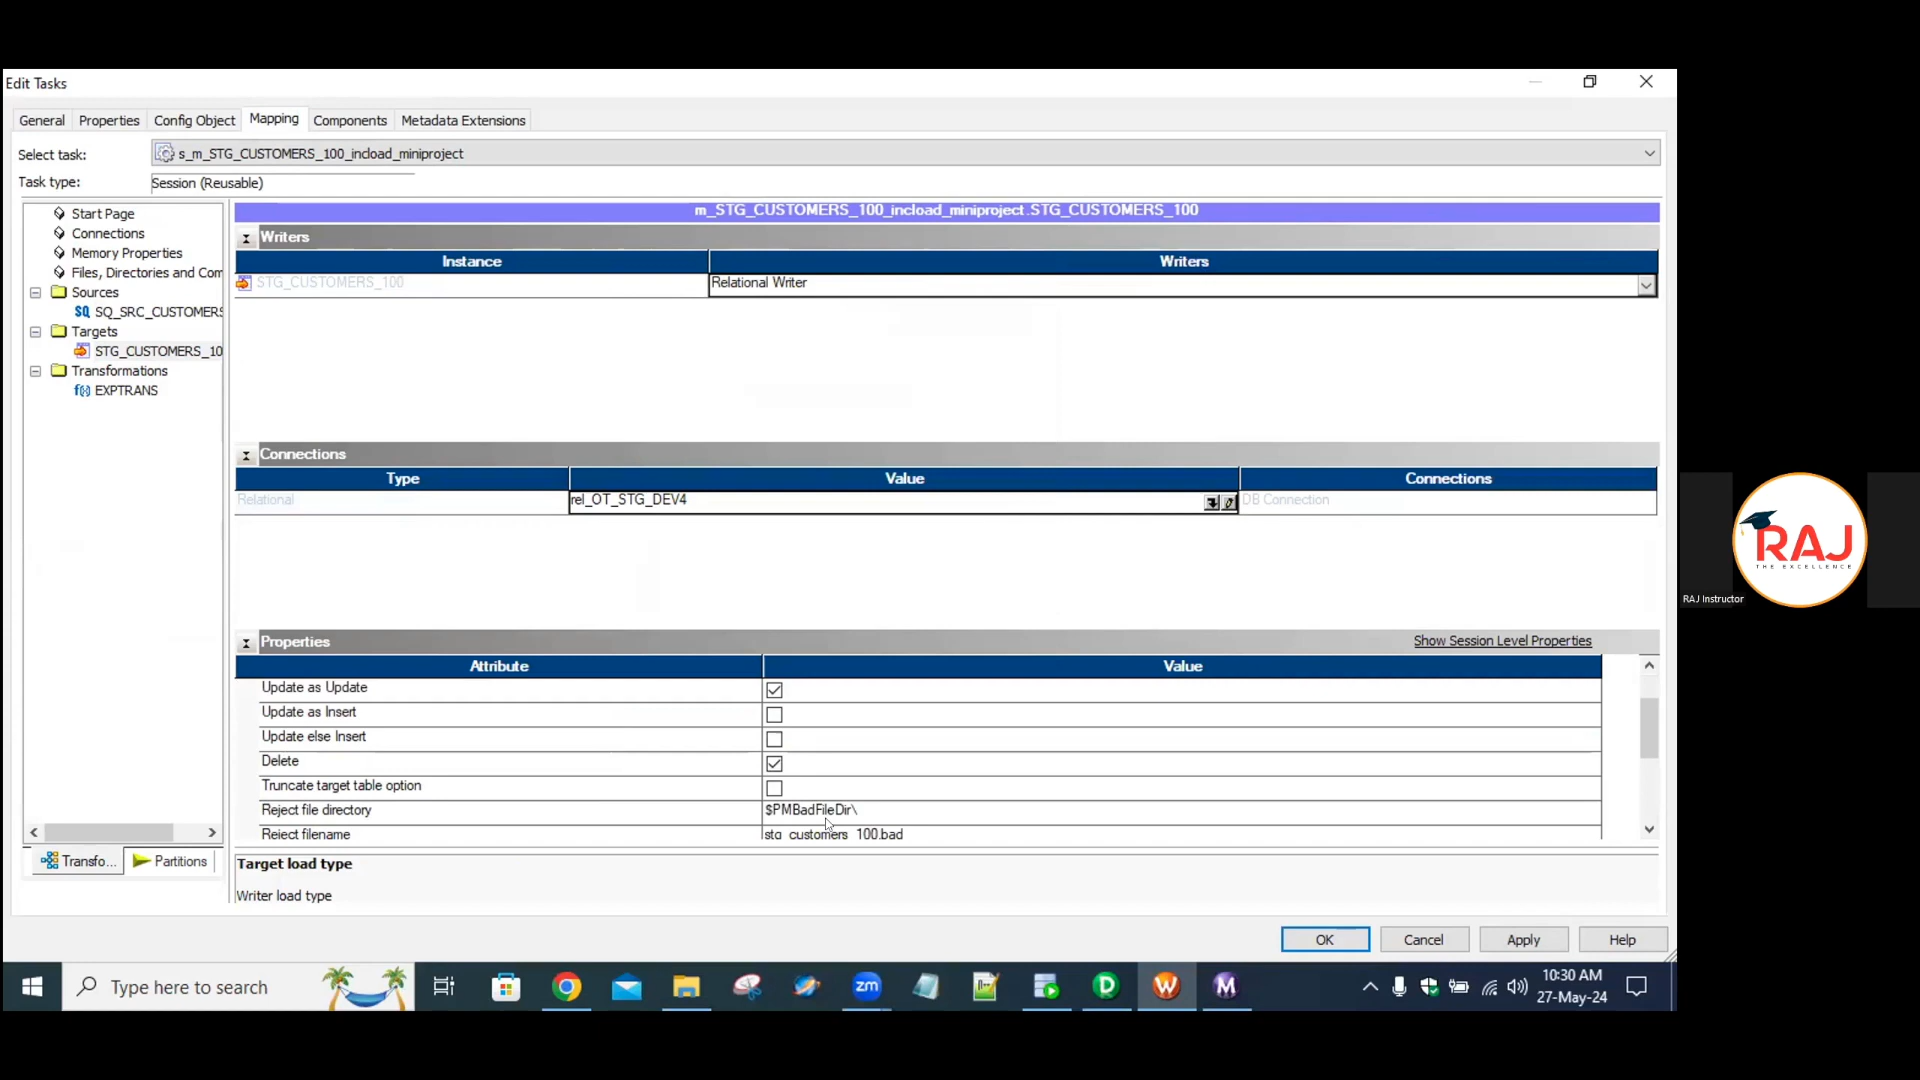 Edit Tasks
General Properties Config Object Mapping Components Metadata Extensions
Select task: s_m_STG_CUSTOMERS_100_incload_miniproject
Task type: Session (Reusable)
Start Page
Connections
Memory Properties
Files, Directories and Com
Sources
SQ_SRC_CUSTOMERS
Targets
STG_CUSTOMERS_10
Transformations
f(x) EXPTRANS
Transfo... Partitions
m_STG_CUSTOMERS_100_incload_miniproject.STG_CUSTOMERS_100
Writers
Instance Writers
STG_CUSTOMERS_100 Relational Writer
Connections
Type Value Connections
Relational rel_OT_STG_DEV4 DB Connection
Properties Show Session Level Properties
Attribute Value
Update as Update
Update as Insert
Update else Insert
Delete
Truncate target table option
Reject file directory $PMBadFileDir\
Reject filename stg_customers_100.bad
Target load type
Writer load type
OK Cancel Apply Help
Type here to search
zm
D
W
M
10:30 AM
27-May-24
RAJ
THE EXCELLENCE
RAJ Instructor